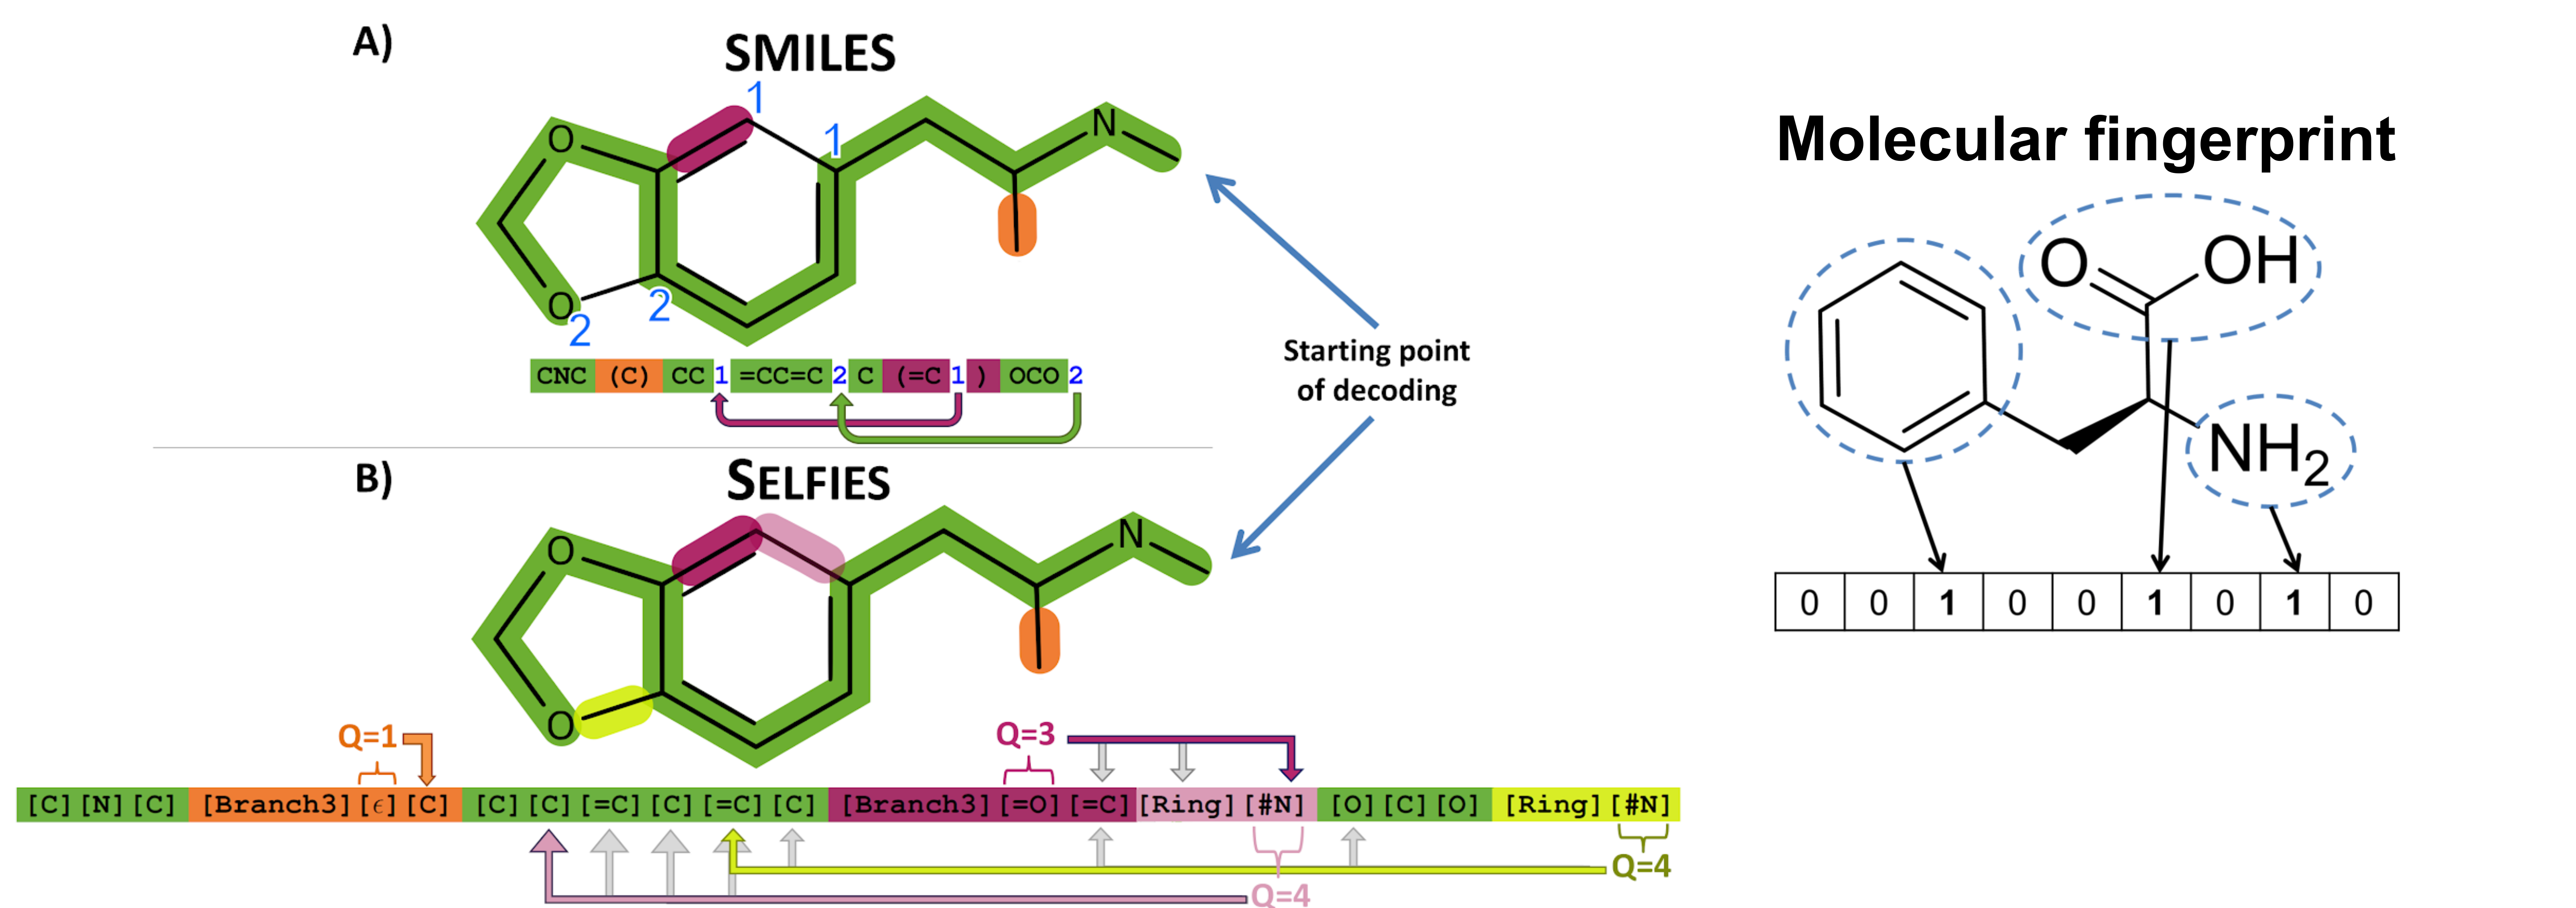 A)
SMILES
1
1
O
N
O
2
2
CNC (C) CC 1 =CC=C 2 C (=C 1 ) OCO 2
Starting point
of decoding
B)
SELFIES
O
N
O
Q=1
Q=3
[C][N][C] [Branch3][ϵ][C] [C][C][=C][C][=C][C] [Branch3][=O][=C] [Ring][#N] [O][C][O] [Ring][#N]
Q=4
Q=4
Molecular fingerprint
O
OH
NH2
0 0 1 0 0 1 0 1 0